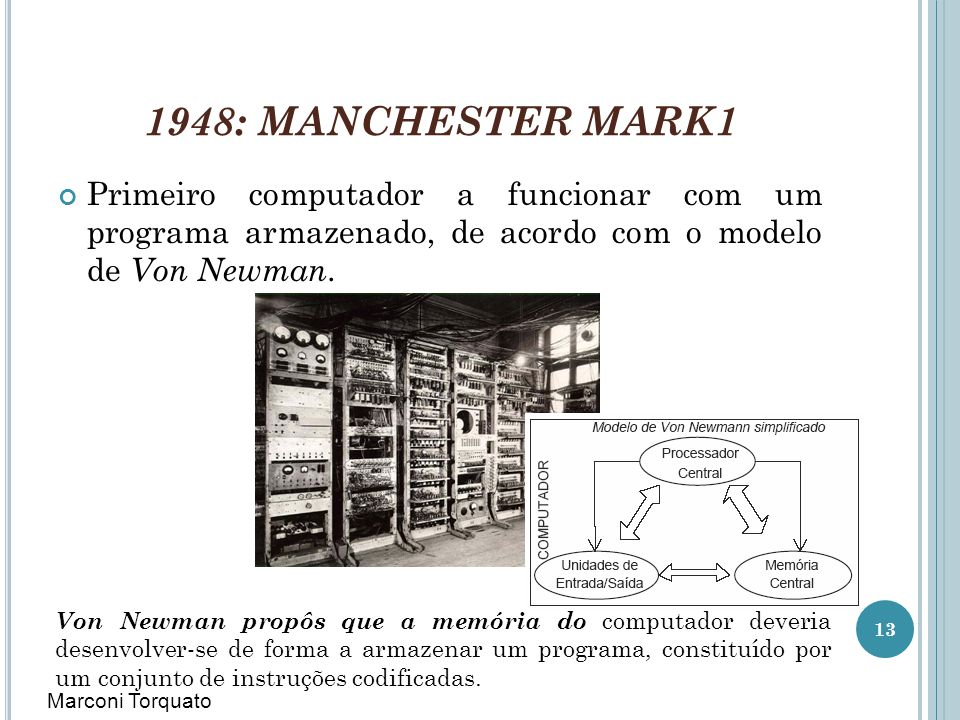 1948: MANCHESTER MARK1
Primeiro computador a funcionar com um
programa armazenado, de acordo com o modelo
de Von Newman.
Modelo de Von Newmann simplificado
COMPUTADOR
Processador
Central
Unidades de
Entrada/Saída
Memória
Central
Von Newman propôs que a memória do computador deveria
desenvolver-se de forma a armazenar um programa, constituído por
um conjunto de instruções codificadas.
13
Marconi Torquato